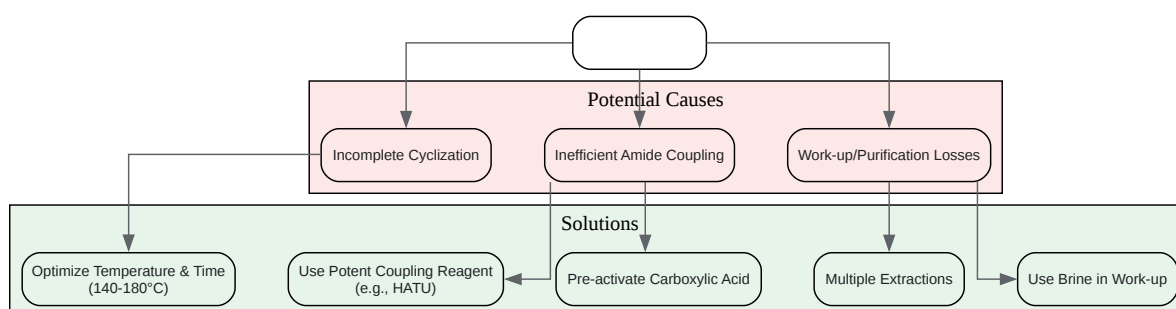 Potential Causes
Incomplete Cyclization
Inefficient Amide Coupling
Work-up/Purification Losses
Solutions
Optimize Temperature & Time
(140-180°C)
Use Potent Coupling Reagent
(e.g., HATU)
Pre-activate Carboxylic Acid
Multiple Extractions
Use Brine in Work-up